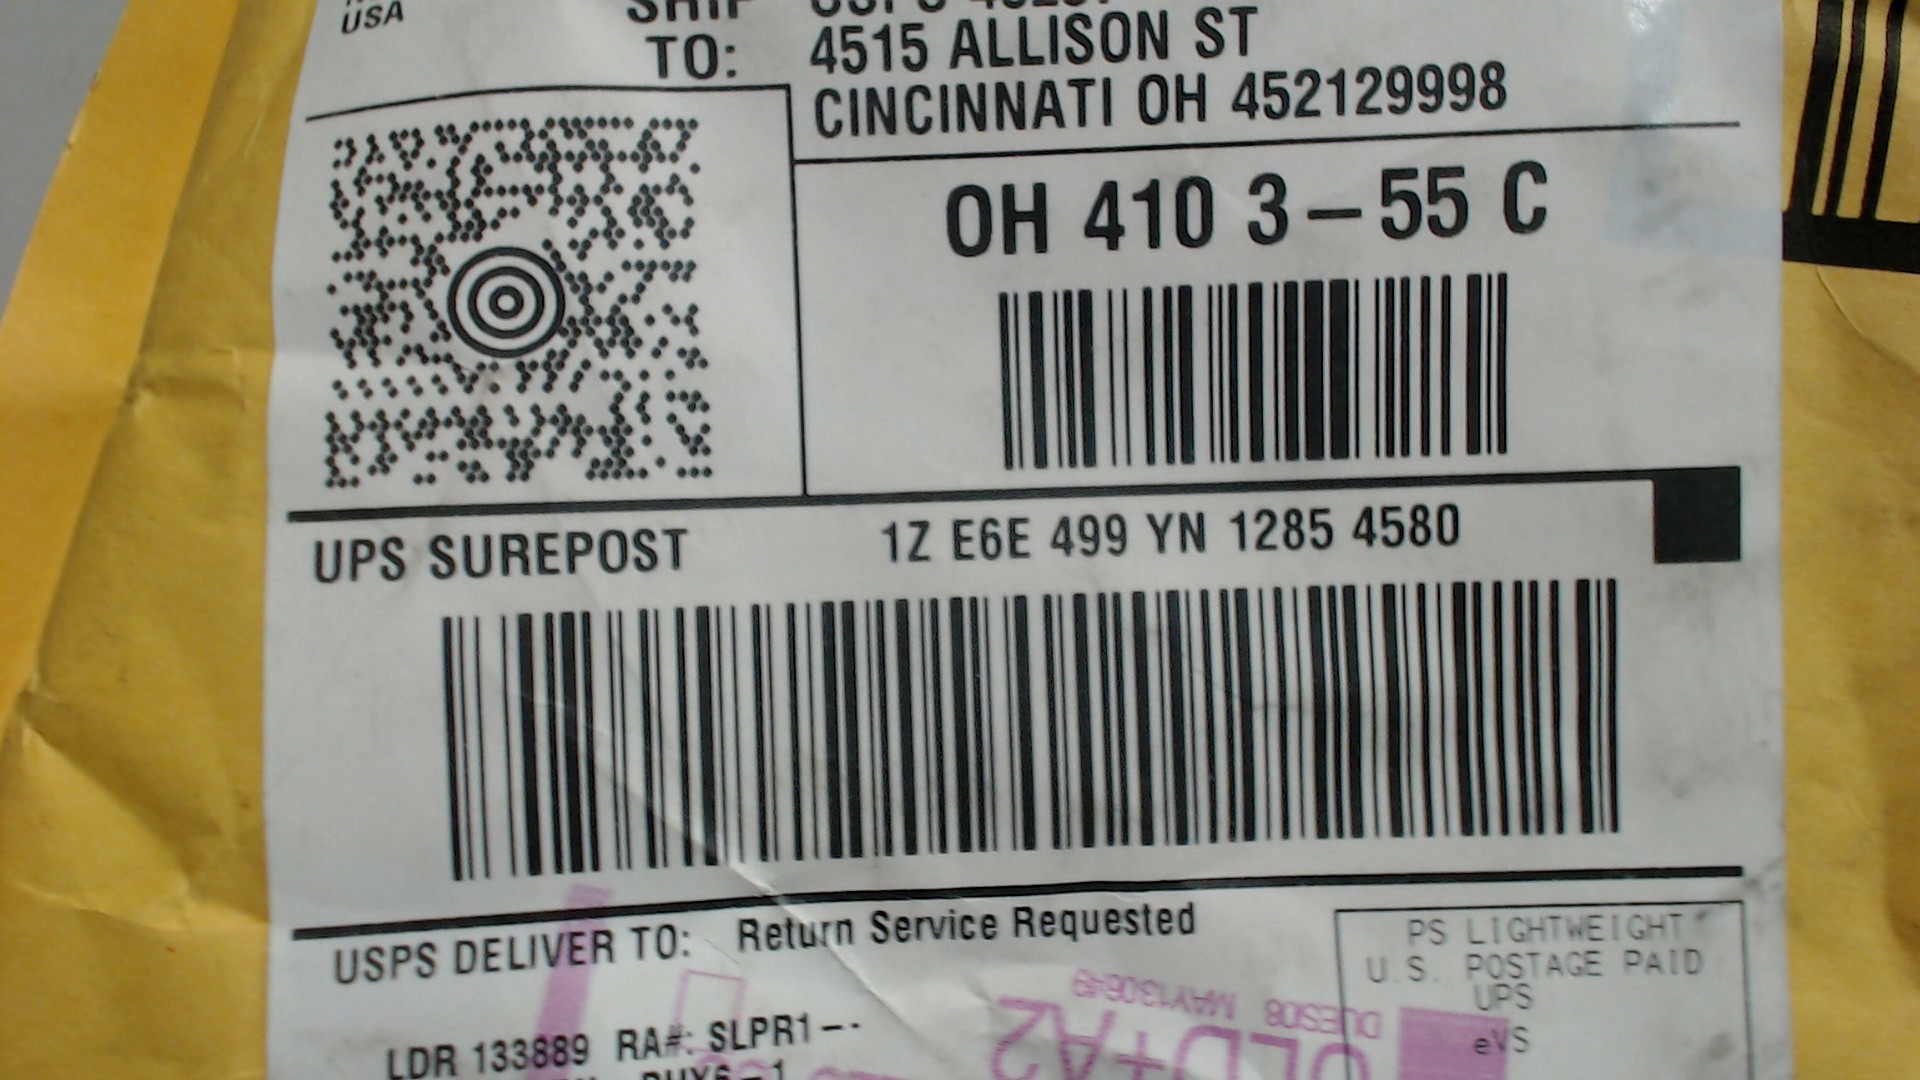 USA
SHIP
TO:
4515 ALLISON ST
CINCINNATI OH 452129998
OH 410 3-55 C
UPS SUREPOST
1Z E6E 499 YN 1285 4580
USPS DELIVER TO:
Return Service Requested
PS LIGHTWEIGHT
U.S. POSTAGE PAID
UPS
eVS
LDR 133889 RA#: SLPR1--